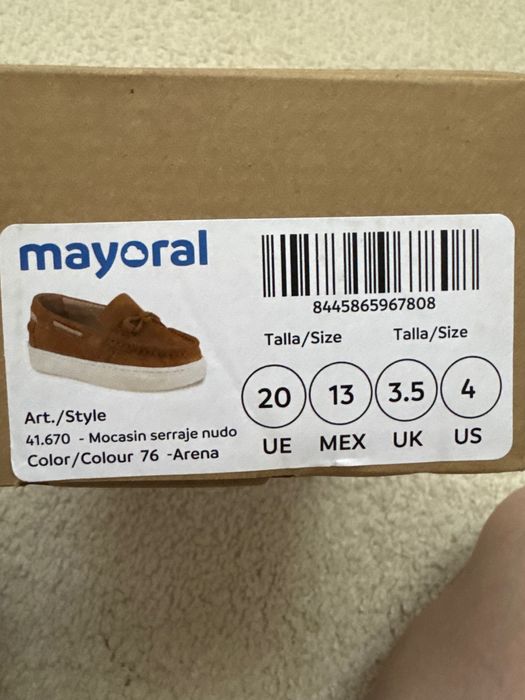 mayoral
8445865967808
Talla/Size Talla/Size
20 13 3.5 4
UE MEX UK US
Art./Style
41.670 - Mocasin serraje nudo
Color/Colour 76 -Arena